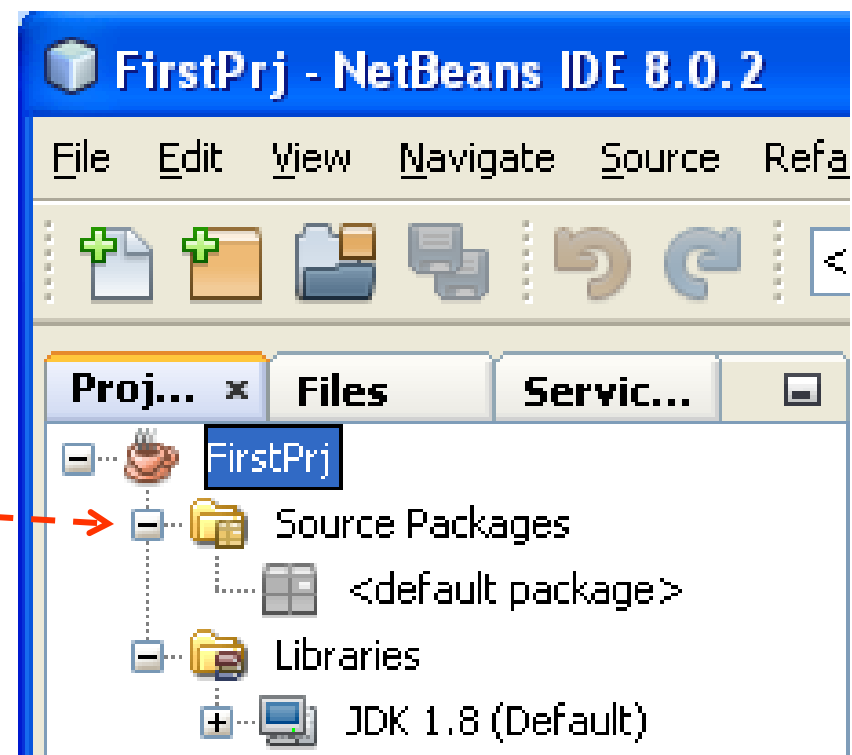 FirstPrj - NetBeans IDE 8.0.2
File Edit View Navigate Source Refa
<
Proj... × Files Servic...
FirstPrj
Source Packages
<default package>
Libraries
JDK 1.8 (Default)